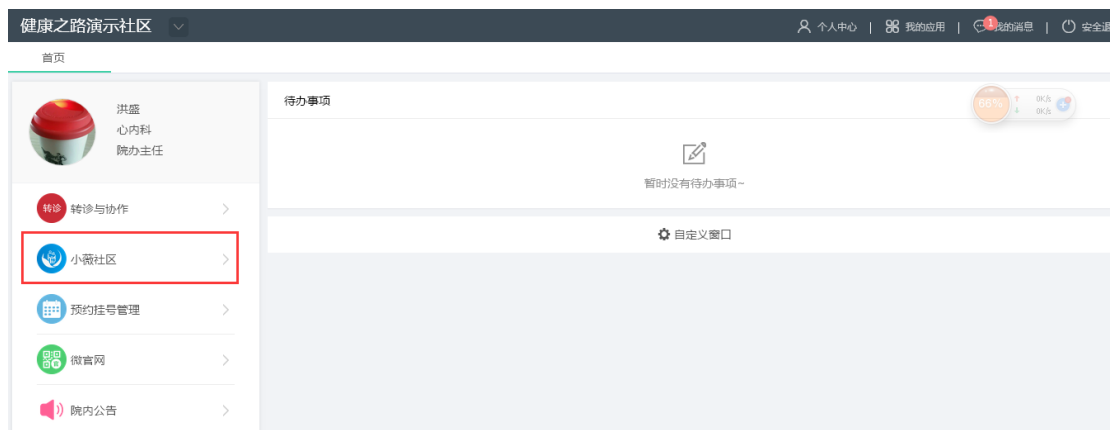 健康之路演示社区
个人中心 | 我的应用 | 1 我的消息 | 安全退
首页
洪盛
心内科
院办主任
待办事项
66% 0K/s
0K/s
暂时没有待办事项~
自定义窗口
转诊 转诊与协作
小薇社区
预约挂号管理
微官网
院内公告